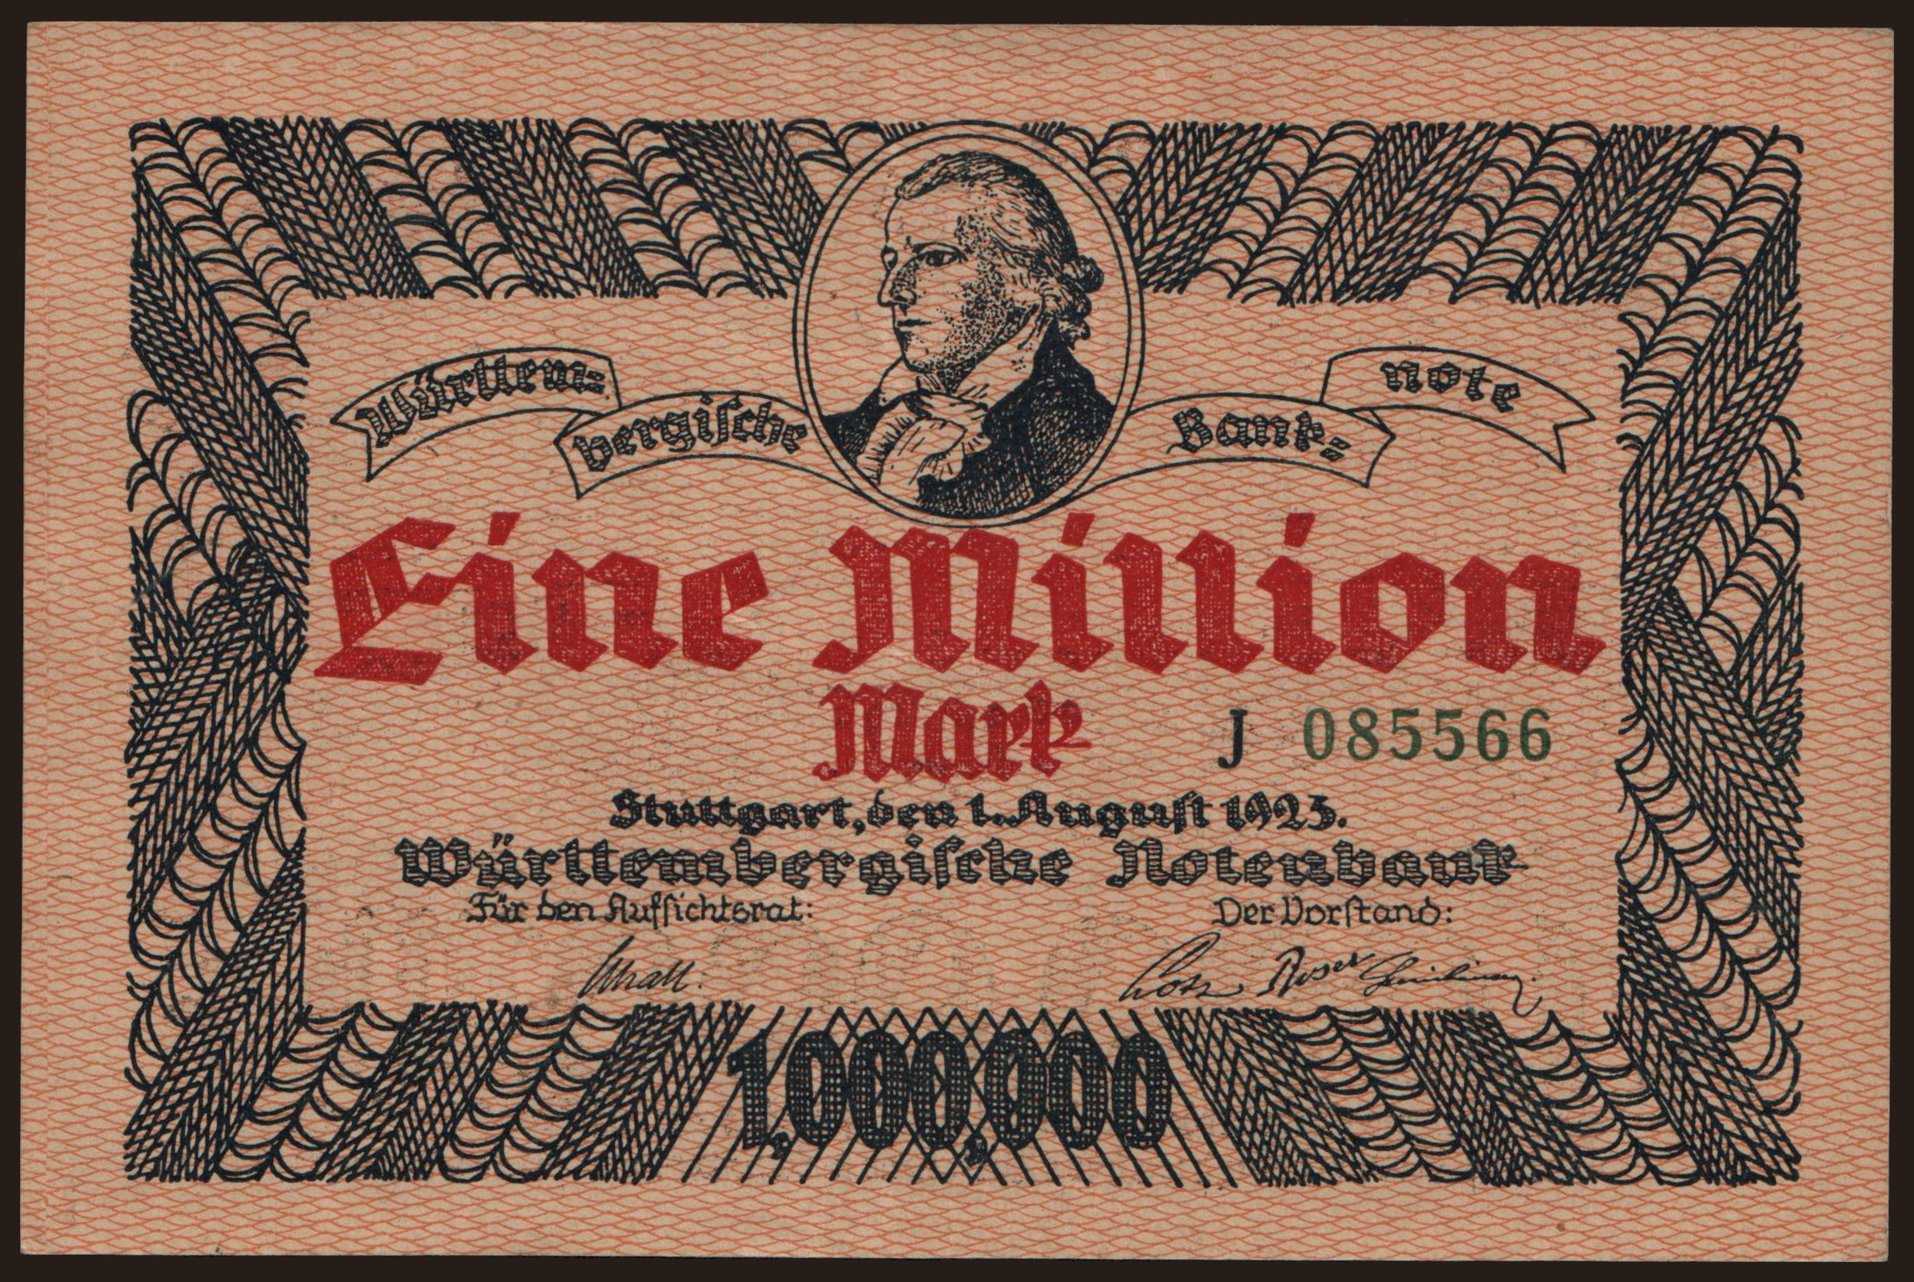 Württem=
bergische
Bank=
note
Eine Million
Mark
J 085566
Stuttgart, den 1. August 1923.
Württembergische Notenbank
Für den Aufsichtsrat: Der Vorstand:
1,000,000